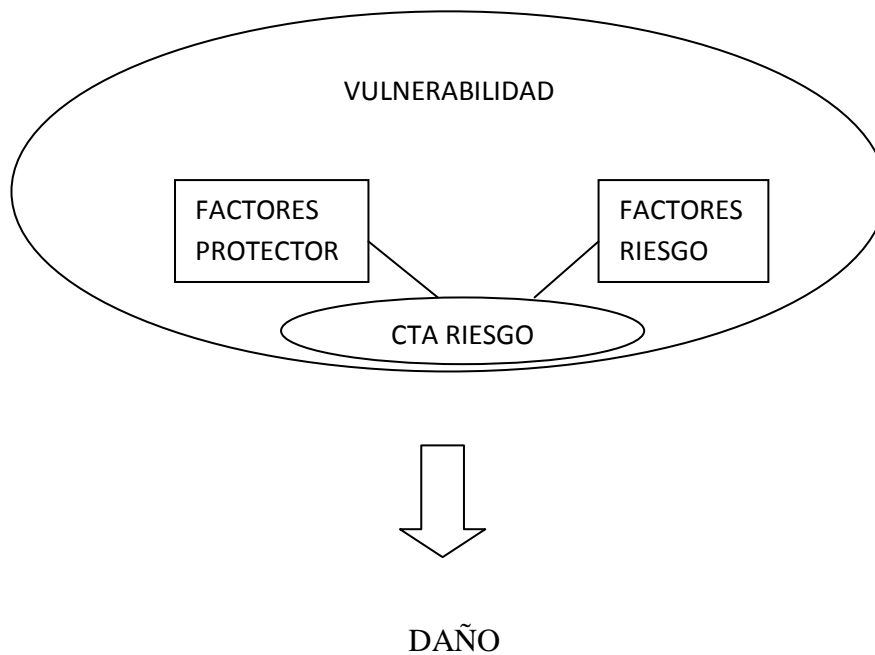 VULNERABILIDAD
FACTORES
PROTECTOR
FACTORES
RIESGO
CTA RIESGO
DAÑO